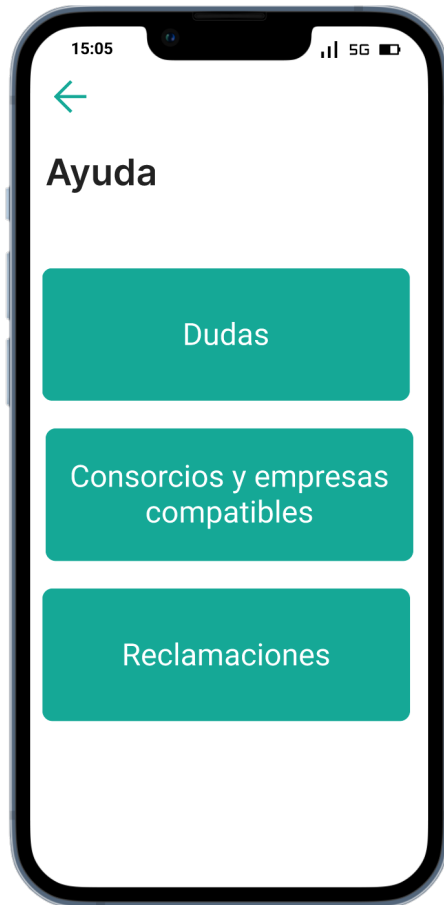 15:05 5G
Ayuda
Dudas
Consorcios y empresas
compatibles
Reclamaciones